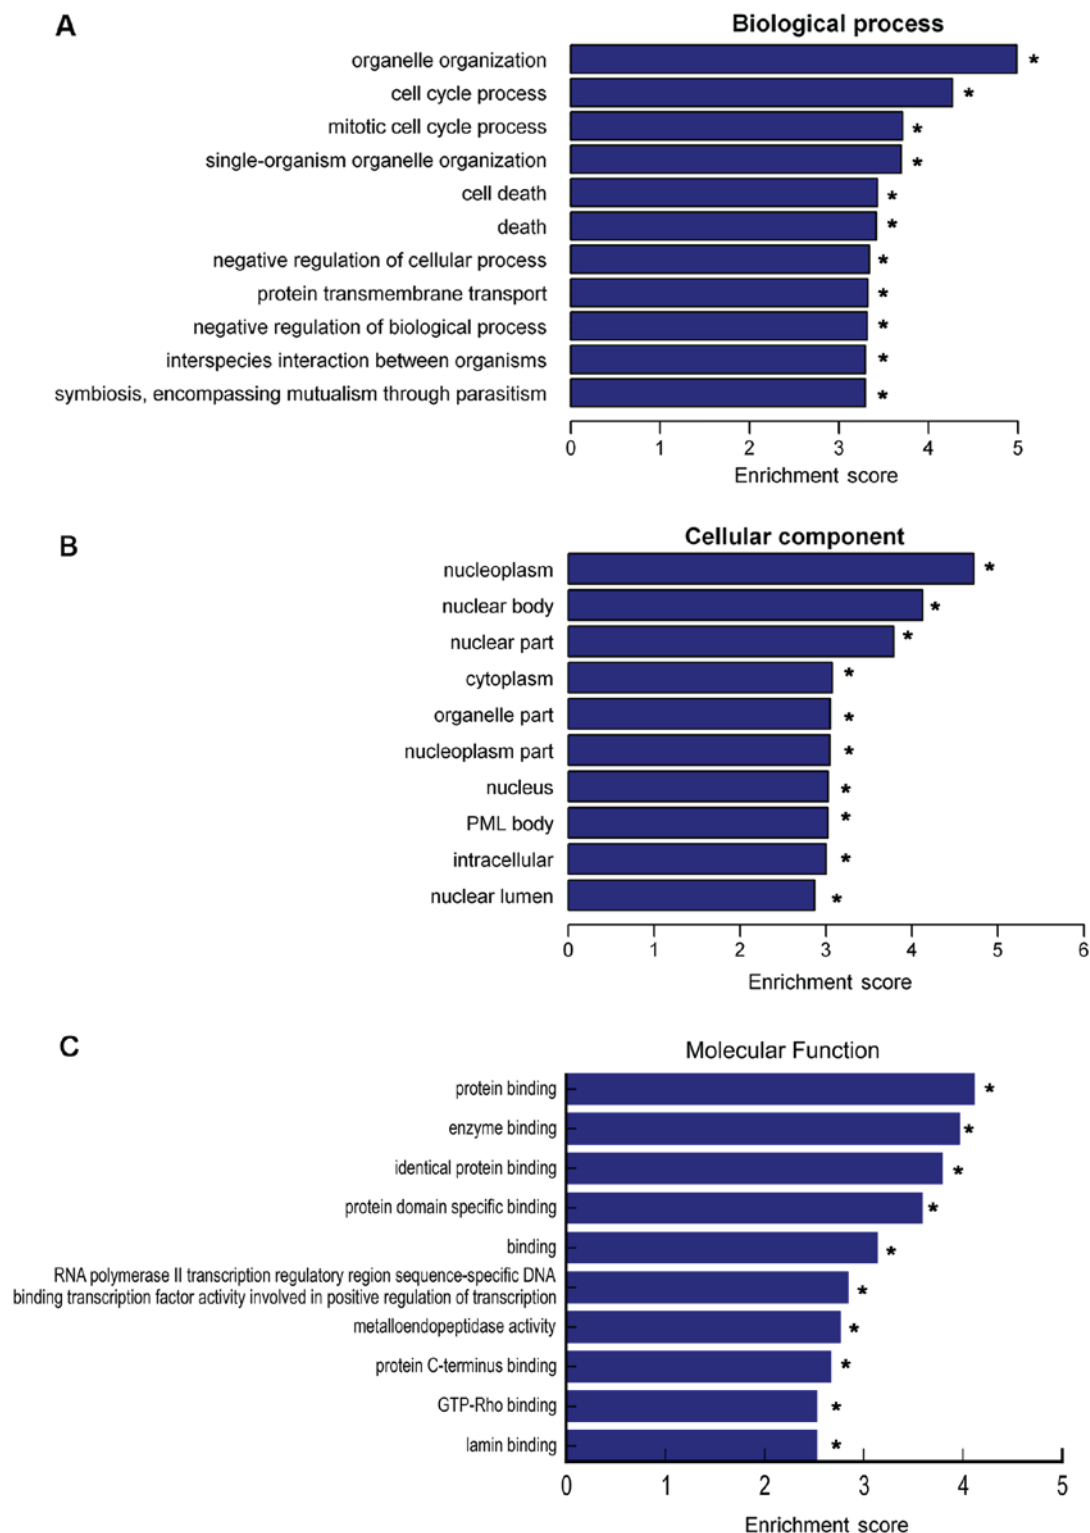 A
Biological process
organelle organization *
cell cycle process *
mitotic cell cycle process *
single-organism organelle organization *
cell death *
death *
negative regulation of cellular process *
protein transmembrane transport *
negative regulation of biological process *
interspecies interaction between organisms *
symbiosis, encompassing mutualism through parasitism *
0 1 2 3 4 5
Enrichment score
B
Cellular component
nucleoplasm *
nuclear body *
nuclear part *
cytoplasm *
organelle part *
nucleoplasm part *
nucleus *
PML body *
intracellular *
nuclear lumen *
0 1 2 3 4 5 6
Enrichment score
C
Molecular Function
protein binding *
enzyme binding *
identical protein binding *
protein domain specific binding *
binding *
RNA polymerase II transcription regulatory region sequence-specific DNA
binding transcription factor activity involved in positive regulation of transcription *
metalloendopeptidase activity *
protein C-terminus binding *
GTP-Rho binding *
lamin binding *
0 1 2 3 4 5
Enrichment score